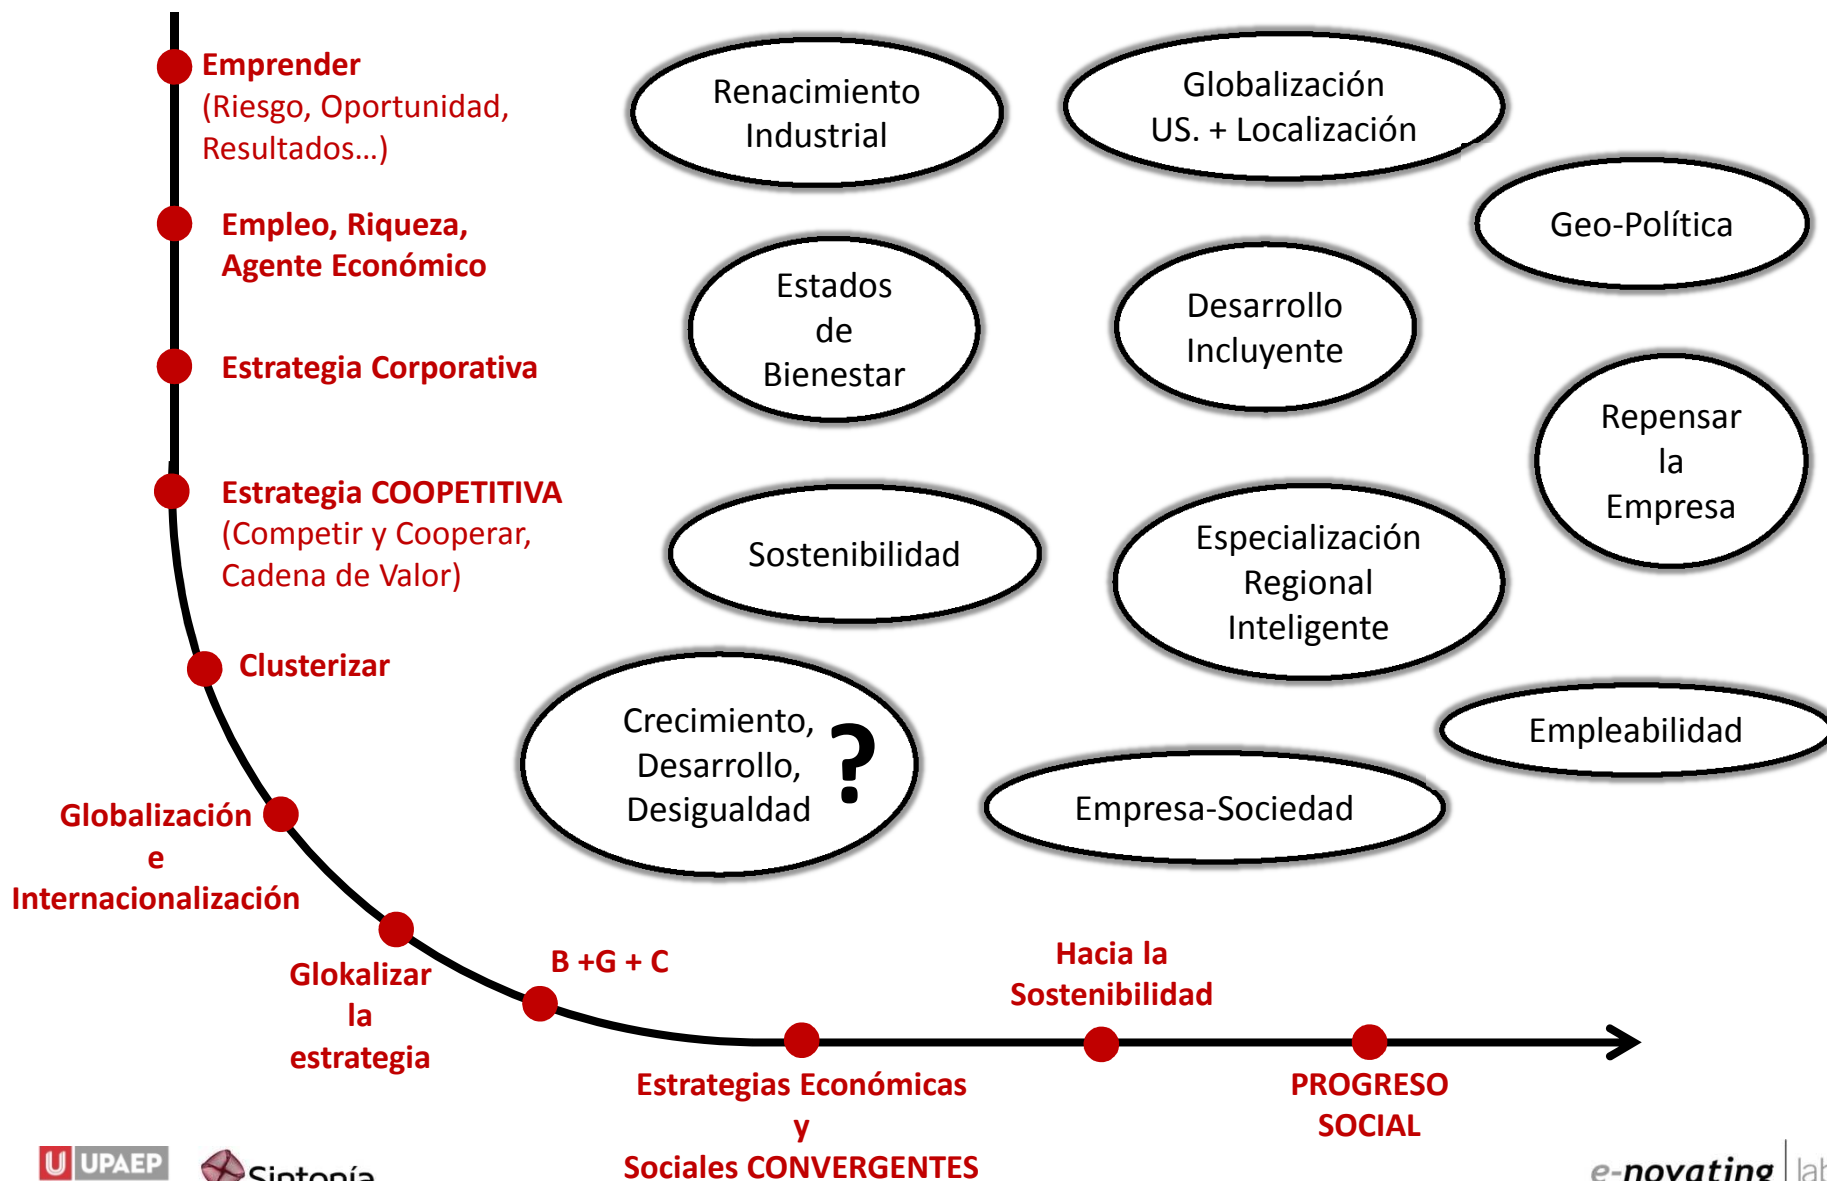 Emprender
(Riesgo, Oportunidad,
Resultados...)
Empleo, Riqueza,
Agente Económico
Estrategia Corporativa
Estrategia COOPETITIVA
(Competir y Cooperar,
Cadena de Valor)
Clusterizar
Globalización
e
Internacionalización
Glokalizar
la
estrategia
B +G + C
Estrategias Económicas
y
Sociales CONVERGENTES
Hacia la
Sostenibilidad
PROGRESO
SOCIAL
Renacimiento
Industrial
Globalización
US. + Localización
Geo-Política
Estados
de
Bienestar
Desarrollo
Incluyente
Repensar
la
Empresa
Sostenibilidad
Especialización
Regional
Inteligente
Crecimiento,
Desarrollo,
Desigualdad
?
Empresa-Sociedad
Empleabilidad
U UPAEP
Sintonía
e-novating lab